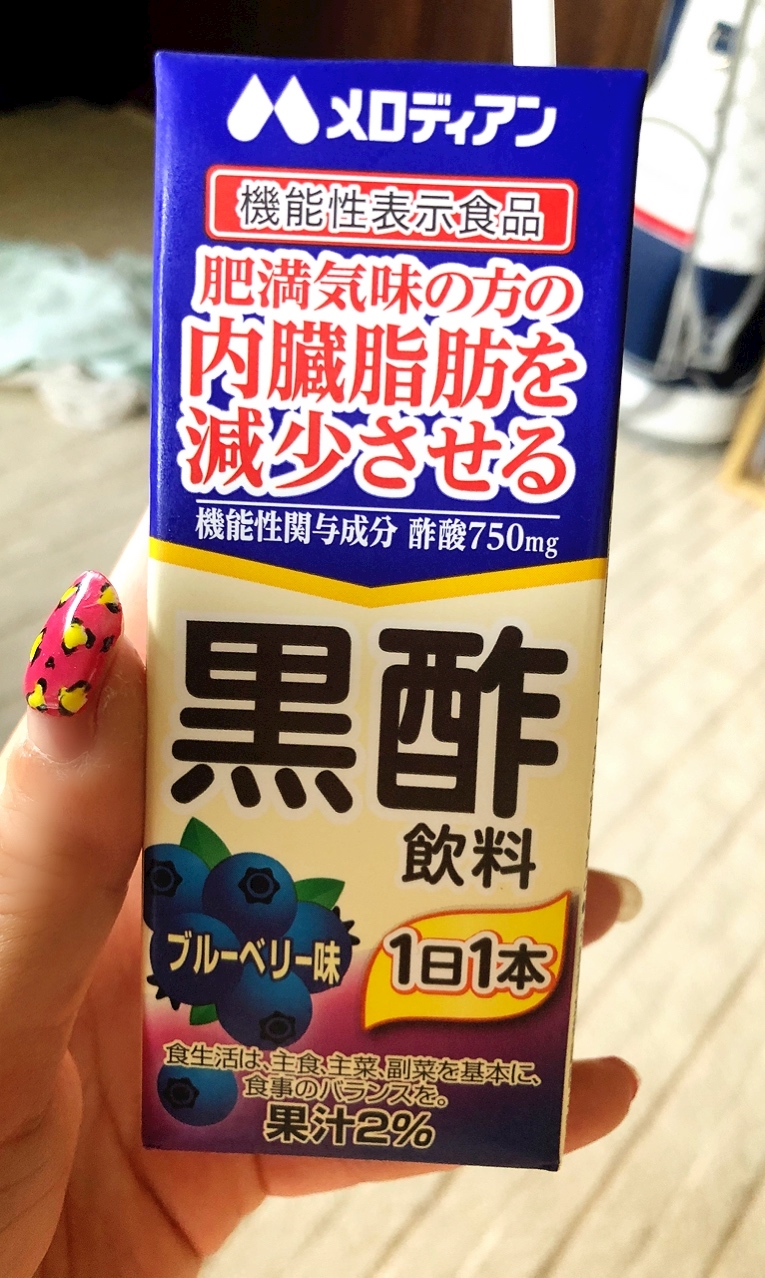 メロディアン
機能性表示食品
肥満気味の方の
内臓脂肪を
減少させる
機能性関与成分 酢酸750mg
黒酢
飲料
ブルーベリー味
1日1本
食生活は、主食、主菜、副菜を基本に、
食事のバランスを。
果汁2%